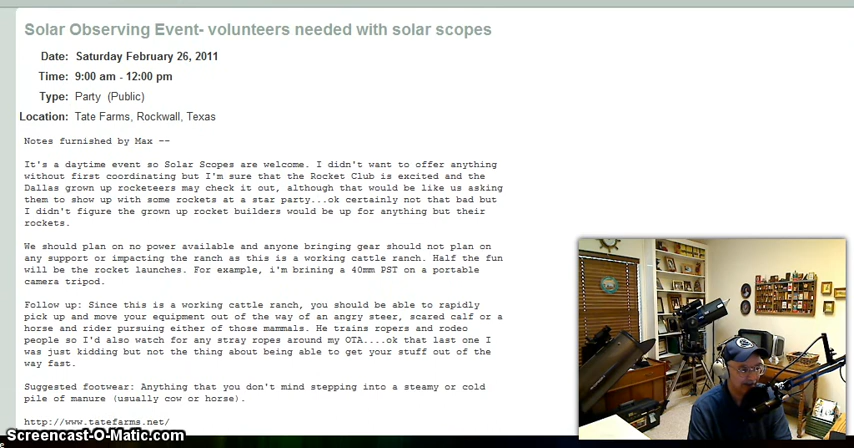 Solar Observing Event- volunteers needed with solar scopes
Date: Saturday February 26, 2011
Time: 9:00 am - 12:00 pm
Type: Party (Public)
Location: Tate Farms, Rockwall, Texas
Notes furnished by Max --
It's a daytime event so Solar Scopes are welcome. I didn't want to offer anything
without first coordinating but I'm sure that the Rocket Club is excited and the
Dallas grown up rocketeers may check it out, although that would be like us asking
them to show up with some rockets at a star party...ok certainly not that bad but
I didn't figure the grown up rocket builders would be up for anything but their
rockets.
We should plan on no power available and anyone bringing gear should not plan on
any support or impacting the ranch as this is a working cattle ranch. Half the fun
will be the rocket launches. For example, i'm brining a 40mm PST on a portable
camera tripod.
Follow up: Since this is a working cattle ranch, you should be able to rapidly
pick up and move your equipment out of the way of an angry steer, scared calf or a
horse and rider pursuing either of those mammals. He trains ropers and rodeo
people so I'd also watch for any stray ropes around my OTA....ok that last one I
was just kidding but not the thing about being able to get your stuff out of the
way fast.
Suggested footwear: Anything that you don't mind stepping into a steamy or cold
pile of manure (usually cow or horse).
http://www.tatefarms.net/
Screencast-O-Matic.com